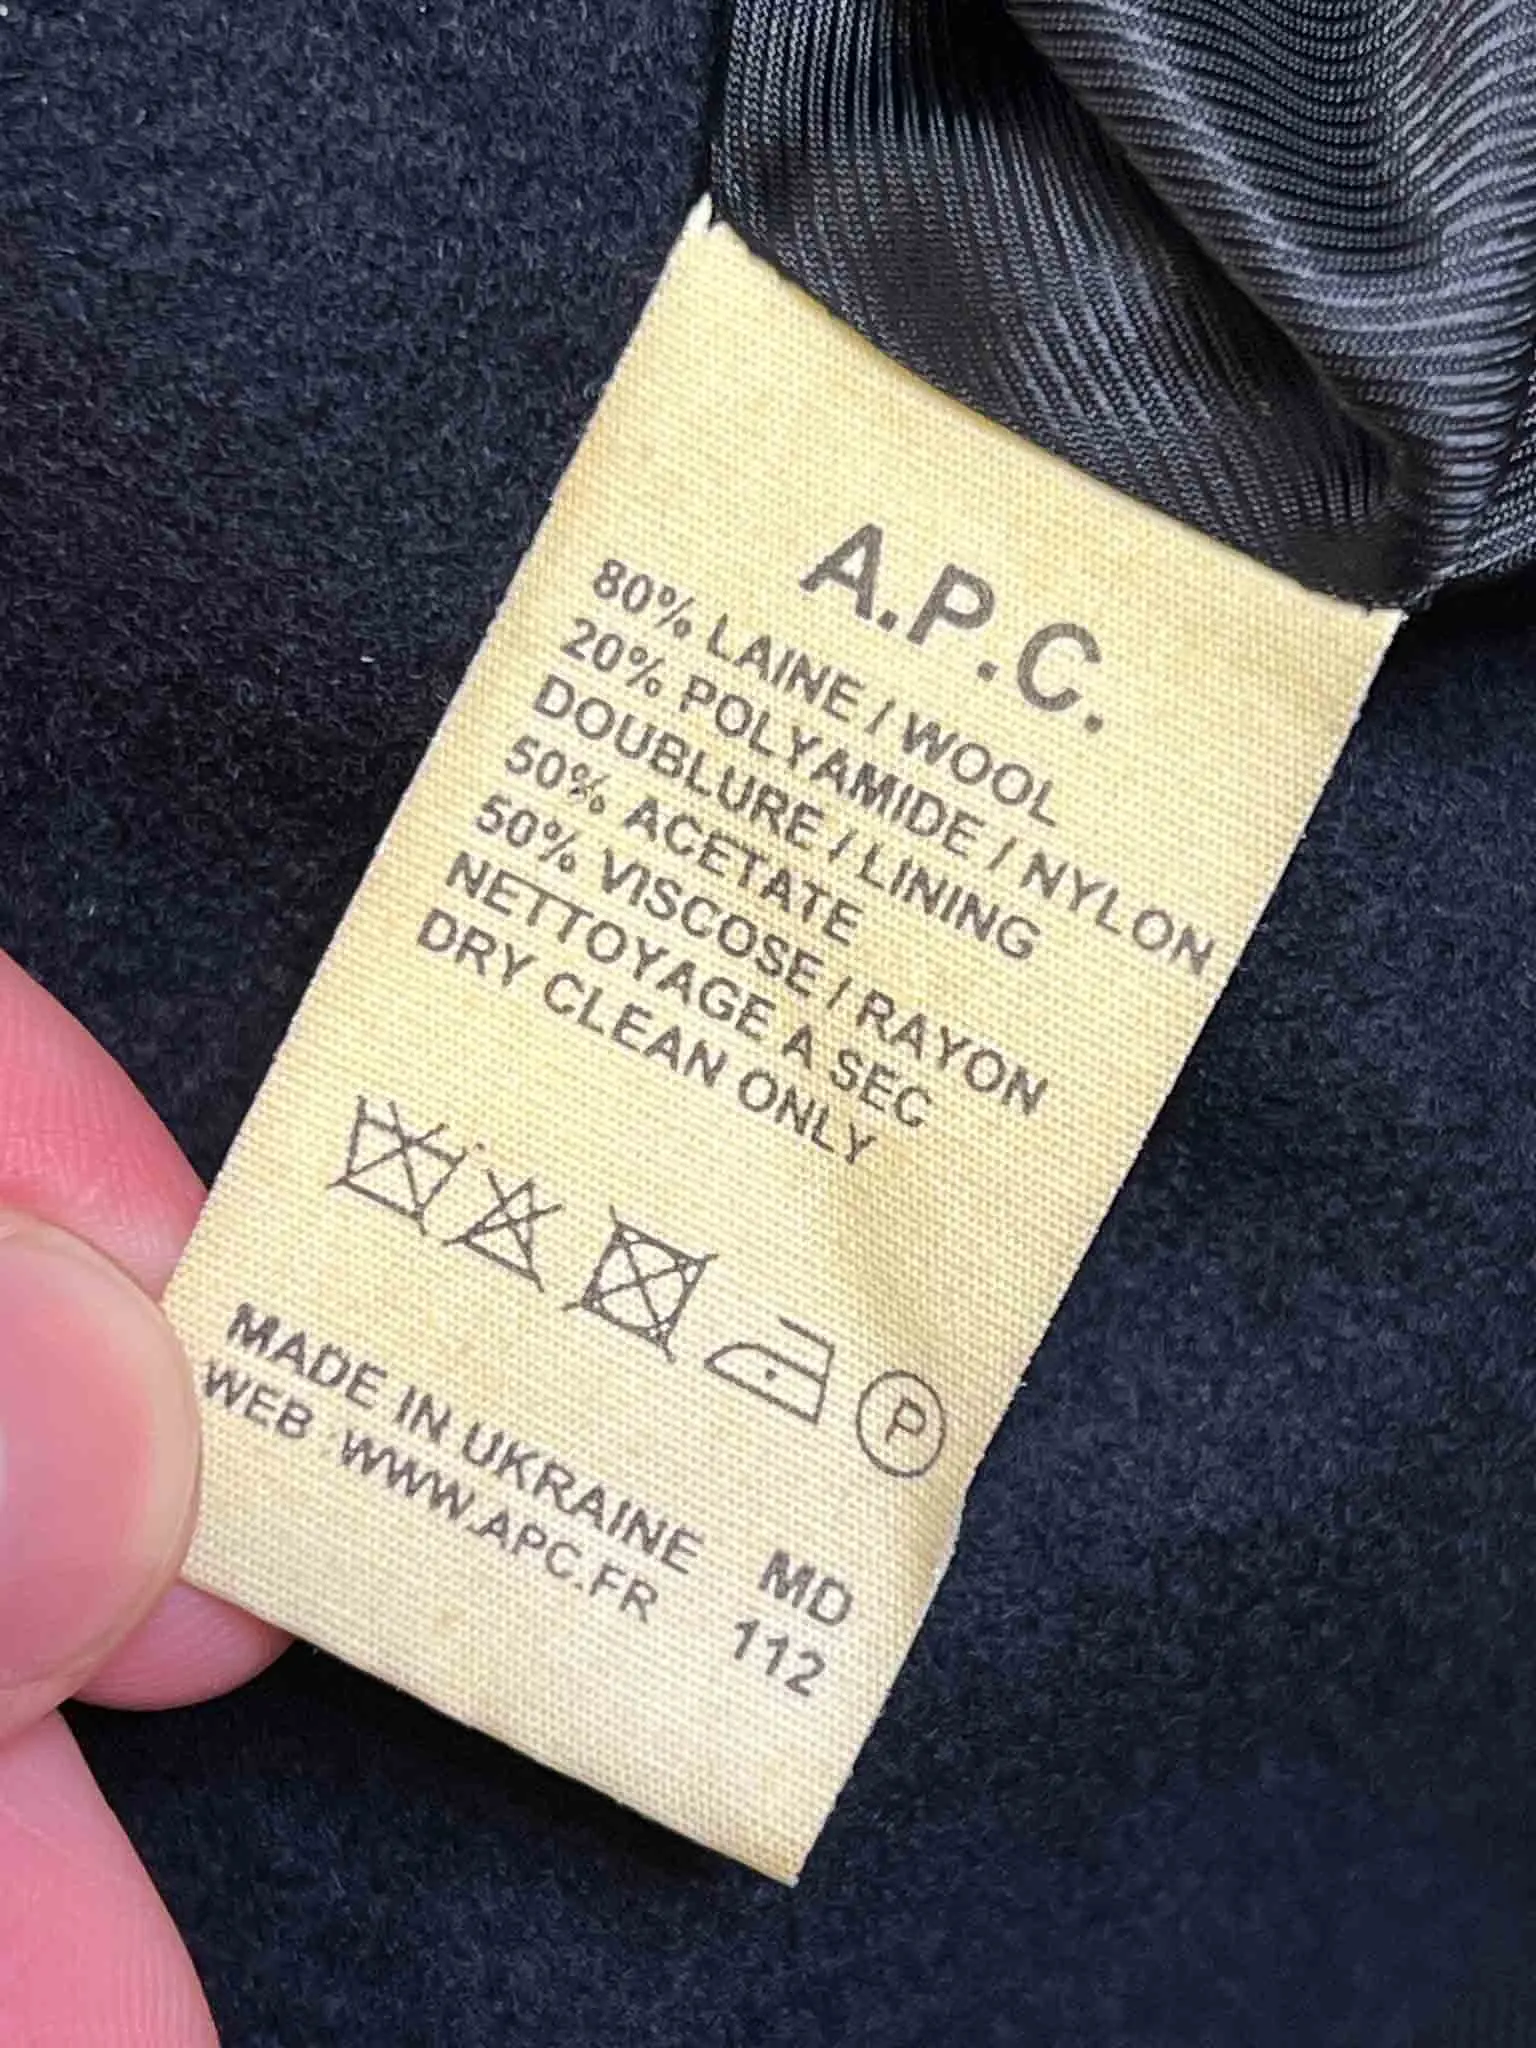 A.P.C.
80% LAINE / WOOL
20% POLYAMIDE / NYLON
DOUBLURE / LINING
50% ACETATE
50% VISCOSE / RAYON
NETTOYAGE A SEC
DRY CLEAN ONLY
P
MADE IN UKRAINE MD
WEB WWW.APC.FR 112